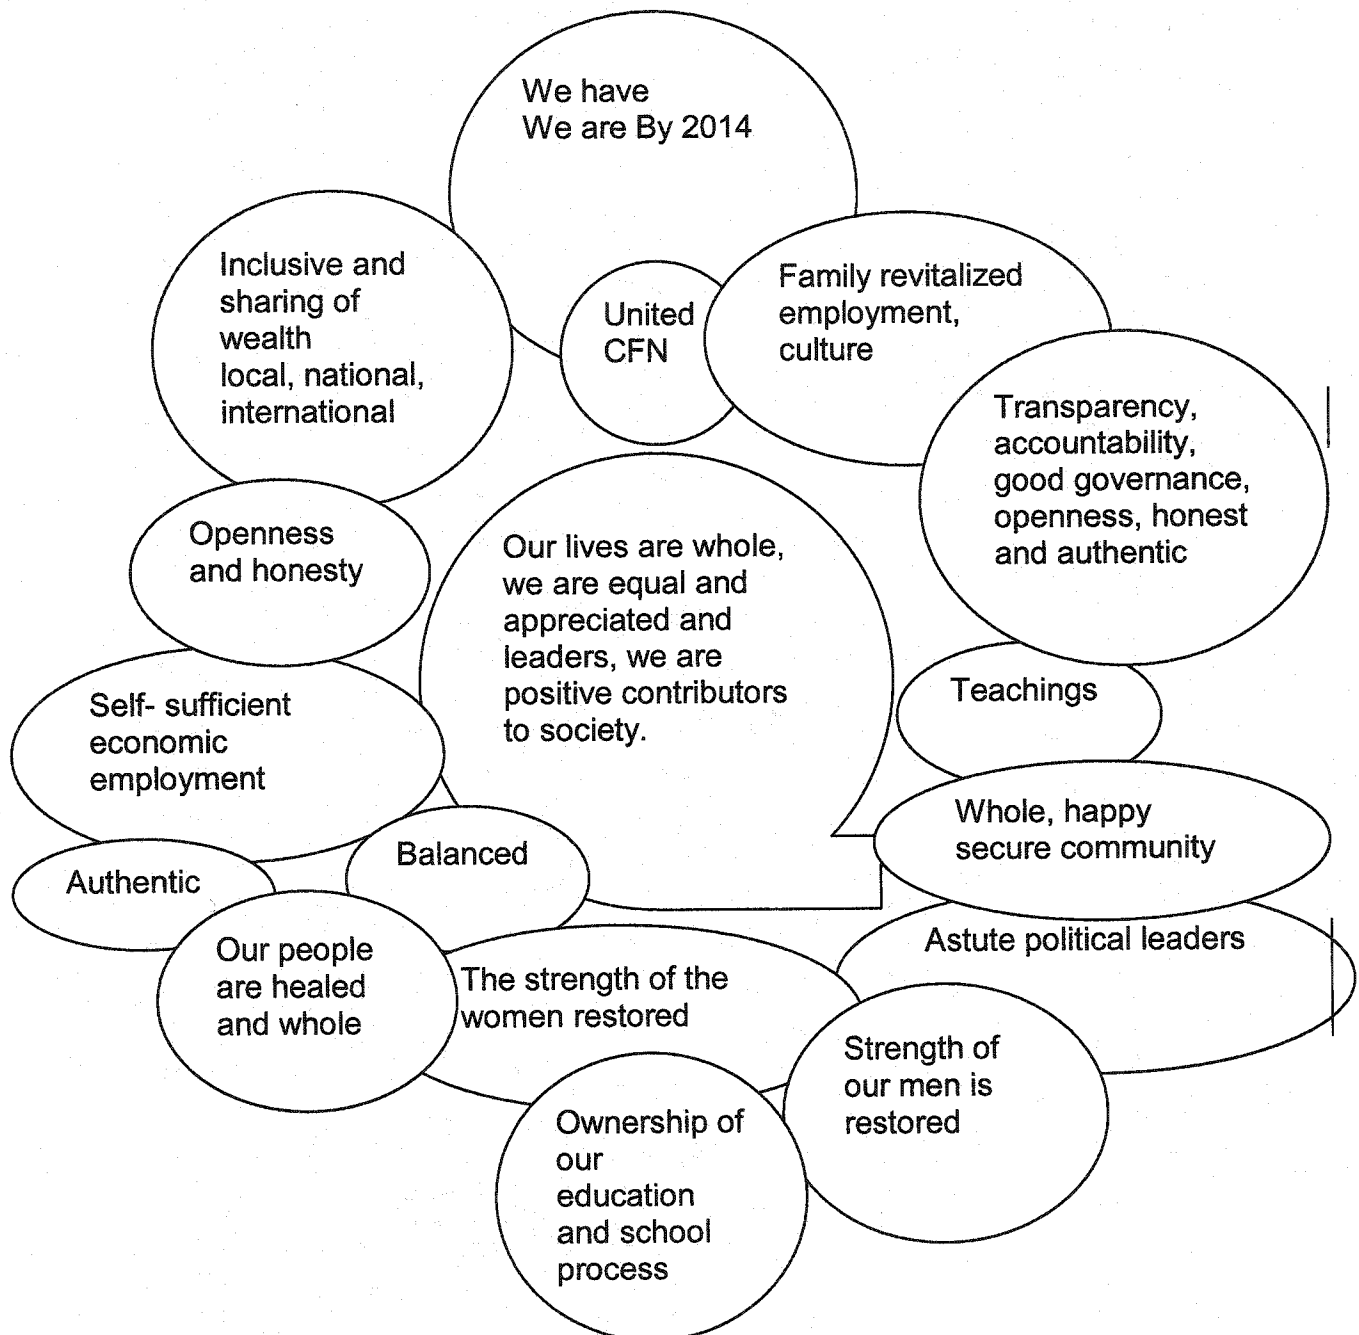 We have
We are By 2014
Inclusive and
sharing of
wealth
local, national,
international
United
CFN
Family revitalized
employment,
culture
Transparency,
accountability,
good governance,
openness, honest
and authentic
Openness
and honesty
Our lives are whole,
we are equal and
appreciated and
leaders, we are
positive contributors
to society.
Teachings
Self- sufficient
economic
employment
Whole, happy
secure community
Balanced
Authentic
Our people
are healed
and whole
The strength of the
women restored
Astute political leaders
Strength of
our men is
restored
Ownership of
our
education
and school
process